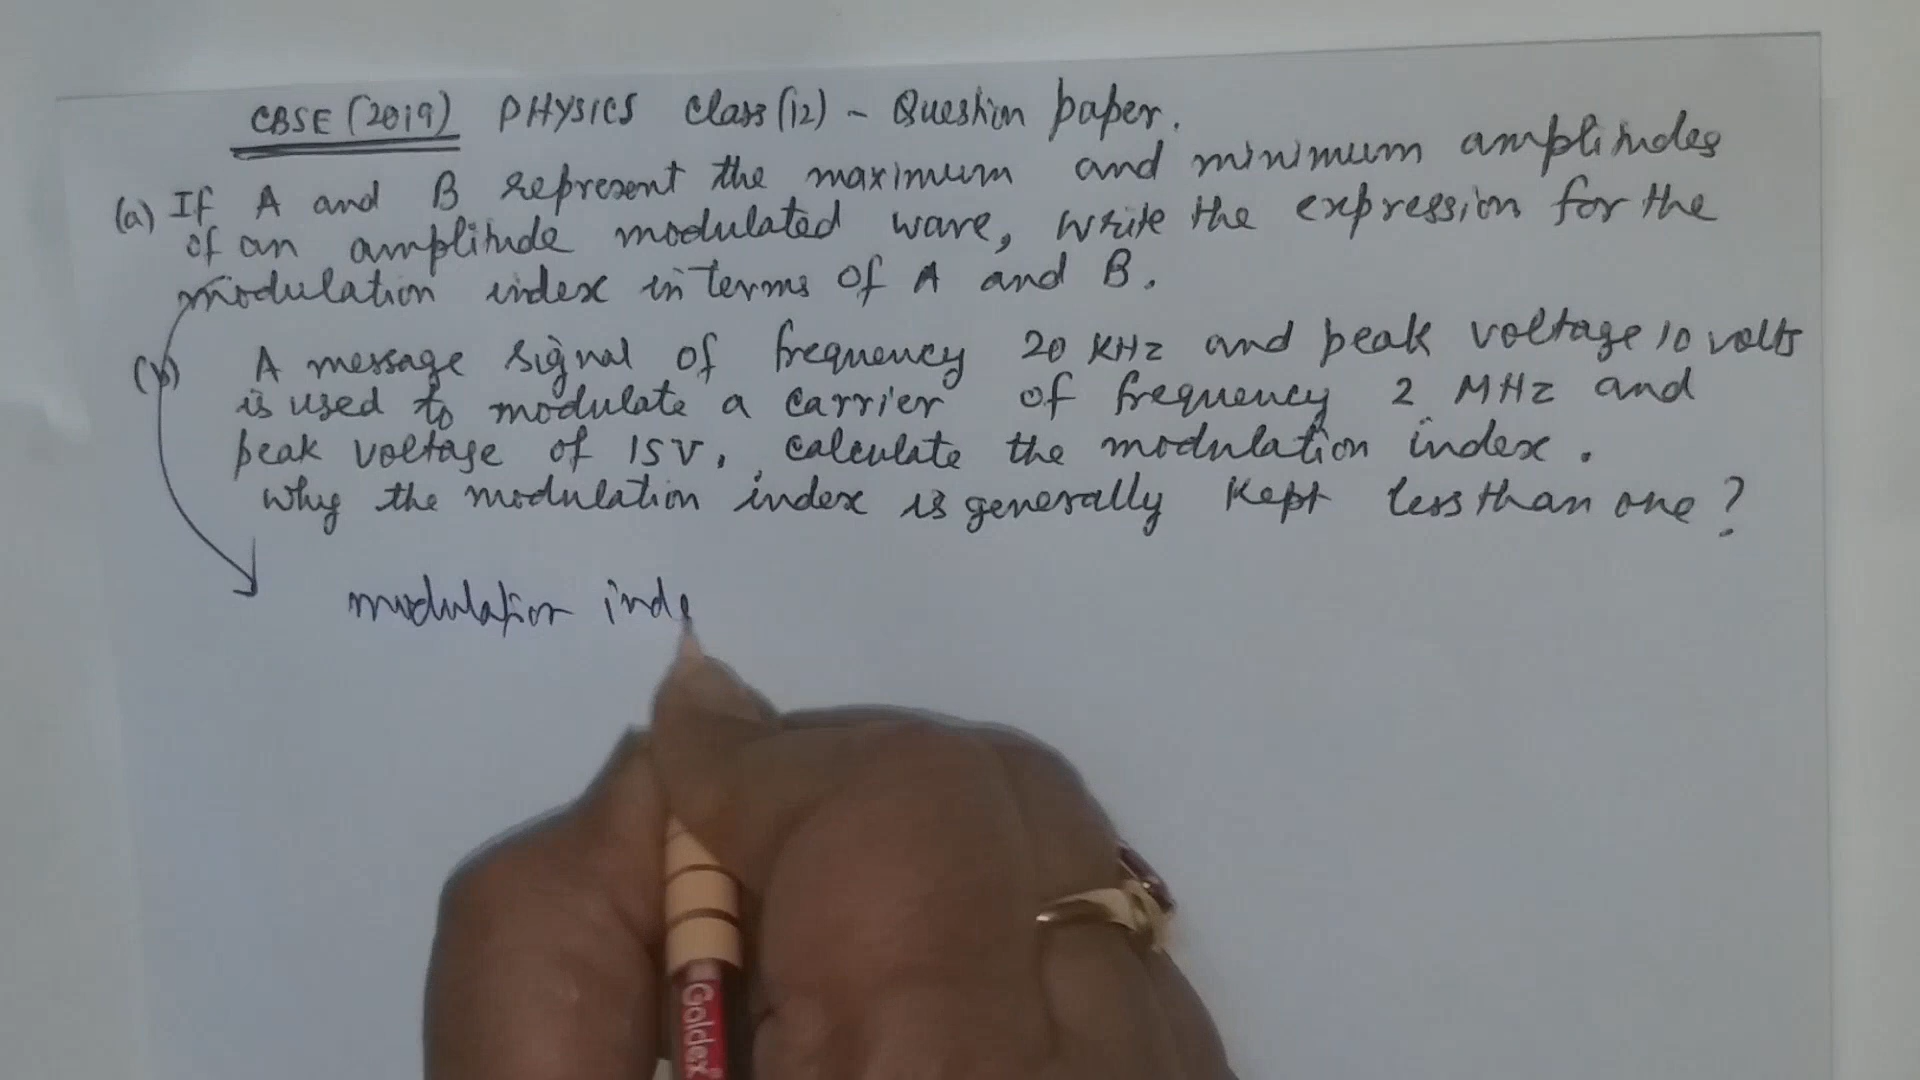 CBSE (2019) PHYSICS Class (12) - Question paper.
(a) If A and B represent the maximum and minimum amplitudes
of an amplitude modulated wave, write the expression for the
modulation index in terms of A and B.
(b) A message signal of frequency 20 KHz and peak voltage 10 volts
is used to modulate a carrier of frequency 2 MHz and
peak voltage of 15V. calculate the modulation index.
Why the modulation index is generally kept less than one?
modulation inde
Goldex